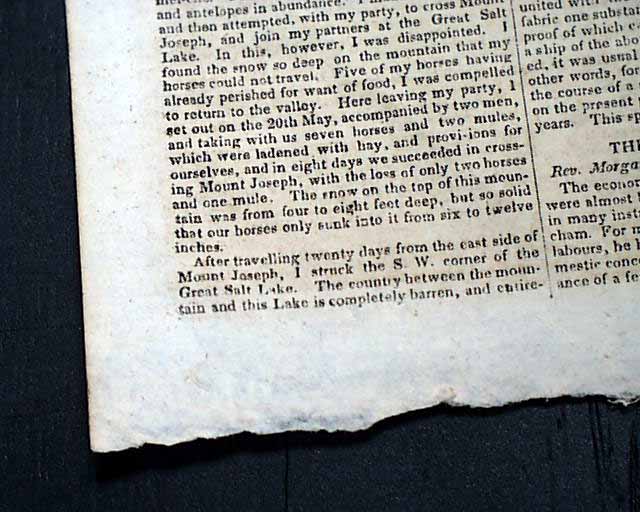 and antelopes in abundance.
and then attempted, with my party, to cross Mount
Joseph, and join my partners at the Great Salt
Lake. In this, however, I was disappointed. I
found the snow so deep on the mountain that my
horses could not travel. Five of my horses having
already perished for want of food, I was compelled
to return to the valley. Here leaving my party, I
set out on the 20th May, accompanied by two men,
and taking with us seven horses and two mules,
which were ladened with hay, and provi-ions for
ourselves, and in eight days we succeeded in cross-
ing Mount Joseph, with the loss of only two horses
and one mule. The snow on the top of this moun-
tain was from four to eight feet deep, but so solid
that our horses only sunk into it from six to twelve
inches.
After travelling twenty days from the east side of
Mount Joseph, I struck the S. W. corner of the
Great Salt Lake. The country between the moun-
tain and this Lake is completely barren, and entire-
united with
fabric one substa
proof of which c
a ship of the abo
ed, it was usual
other words, for
the course of a
on the present
years. This sp
TH
Rev. Morga
The econo
were almost
in many inst
cham. For m
labours, he
mestic conc
ance of a fe